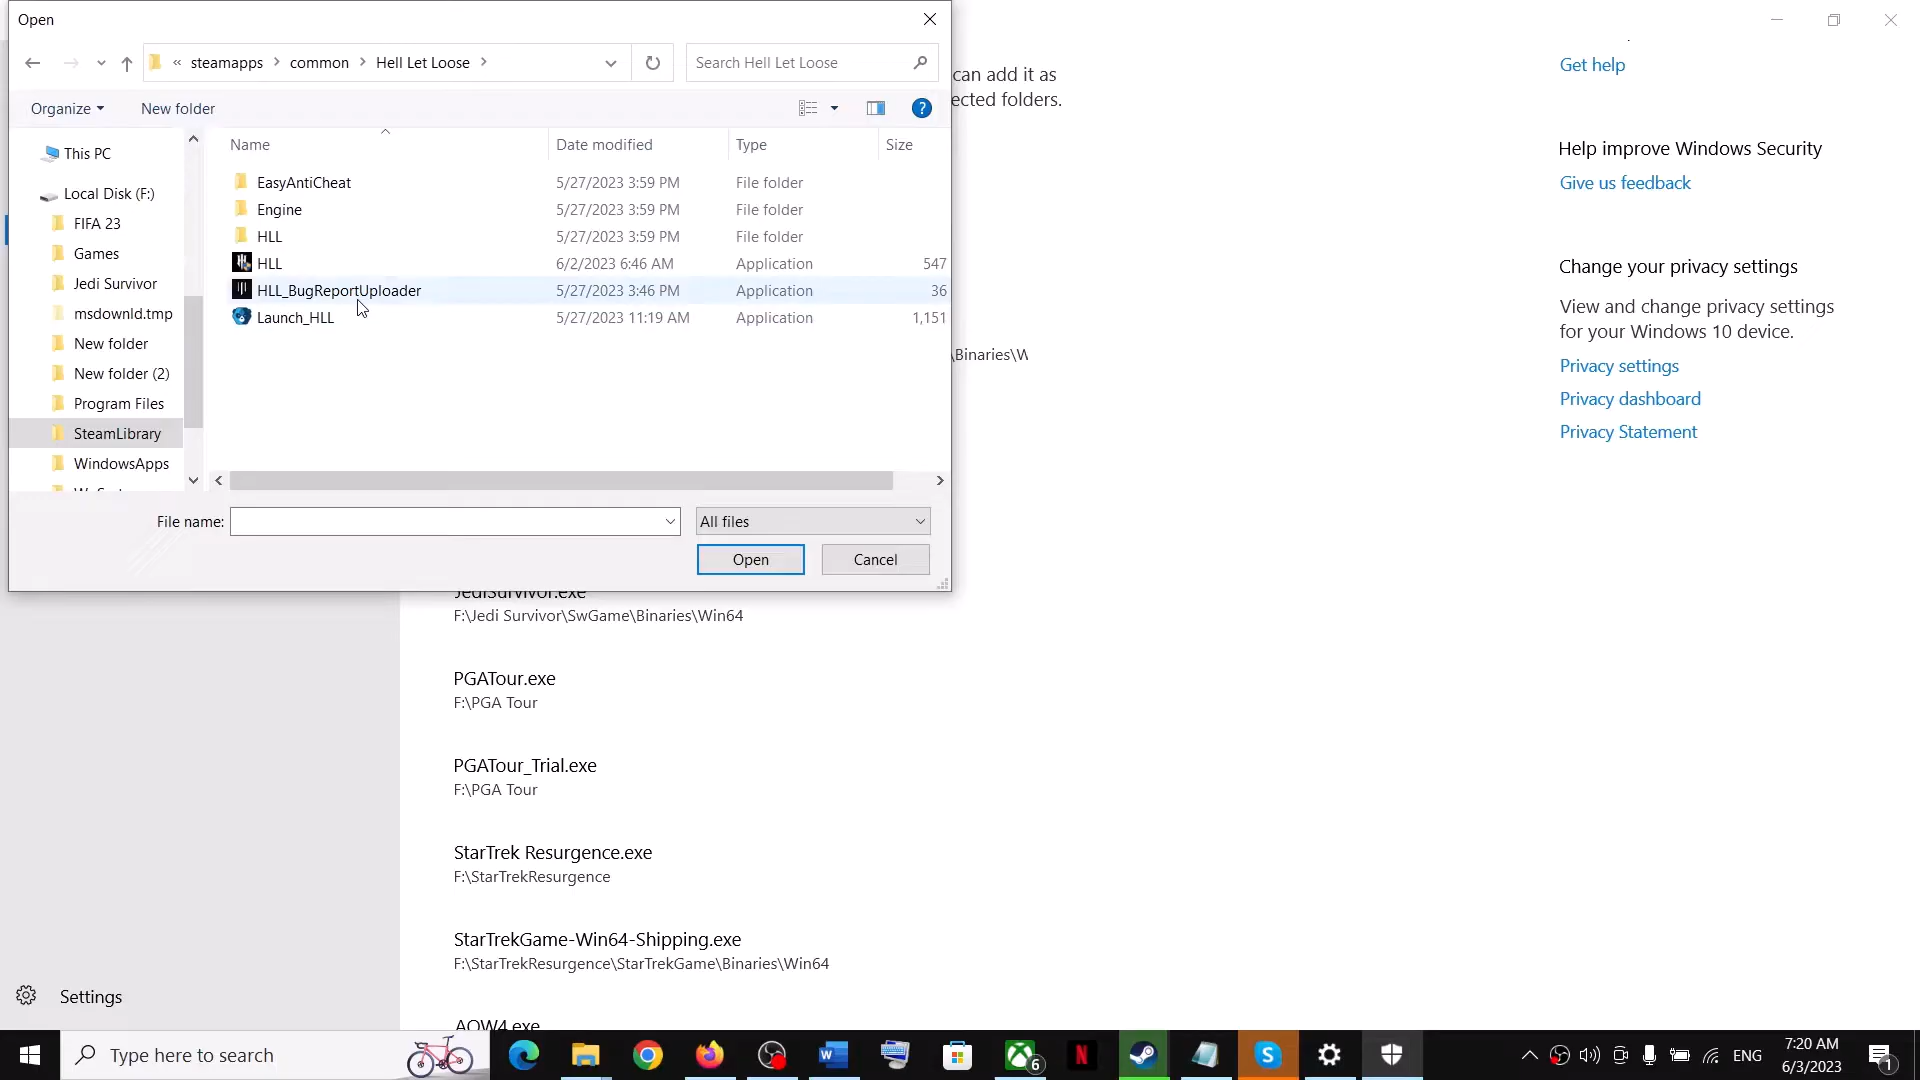 Open
« steamapps > common > Hell Let Loose >
Search Hell Let Loose
Organize
New folder
This PC
Local Disk (F:)
FIFA 23
Games
Jedi Survivor
msdownld.tmp
New folder
New folder (2)
Program Files
SteamLibrary
WindowsApps
Name Date modified Type Size
EasyAntiCheat 5/27/2023 3:59 PM File folder
Engine 5/27/2023 3:59 PM File folder
HLL 5/27/2023 3:59 PM File folder
HLL 6/2/2023 6:46 AM Application 547
HLL_BugReportUploader 5/27/2023 3:46 PM Application 36
Launch_HLL 5/27/2023 11:19 AM Application 1,151
File name:
All files
Open
Cancel
can add it as
ected folders.
\Binaries\W
JediSurvivor.exe
F:\Jedi Survivor\SwGame\Binaries\Win64
PGATour.exe
F:\PGA Tour
PGATour_Trial.exe
F:\PGA Tour
StarTrek Resurgence.exe
F:\StarTrekResurgence
StarTrekGame-Win64-Shipping.exe
F:\StarTrekResurgence\StarTrekGame\Binaries\Win64
AOW4.exe
Get help
Help improve Windows Security
Give us feedback
Change your privacy settings
View and change privacy settings
for your Windows 10 device.
Privacy settings
Privacy dashboard
Privacy Statement
Settings
Type here to search
6
ENG
7:20 AM
6/3/2023
1